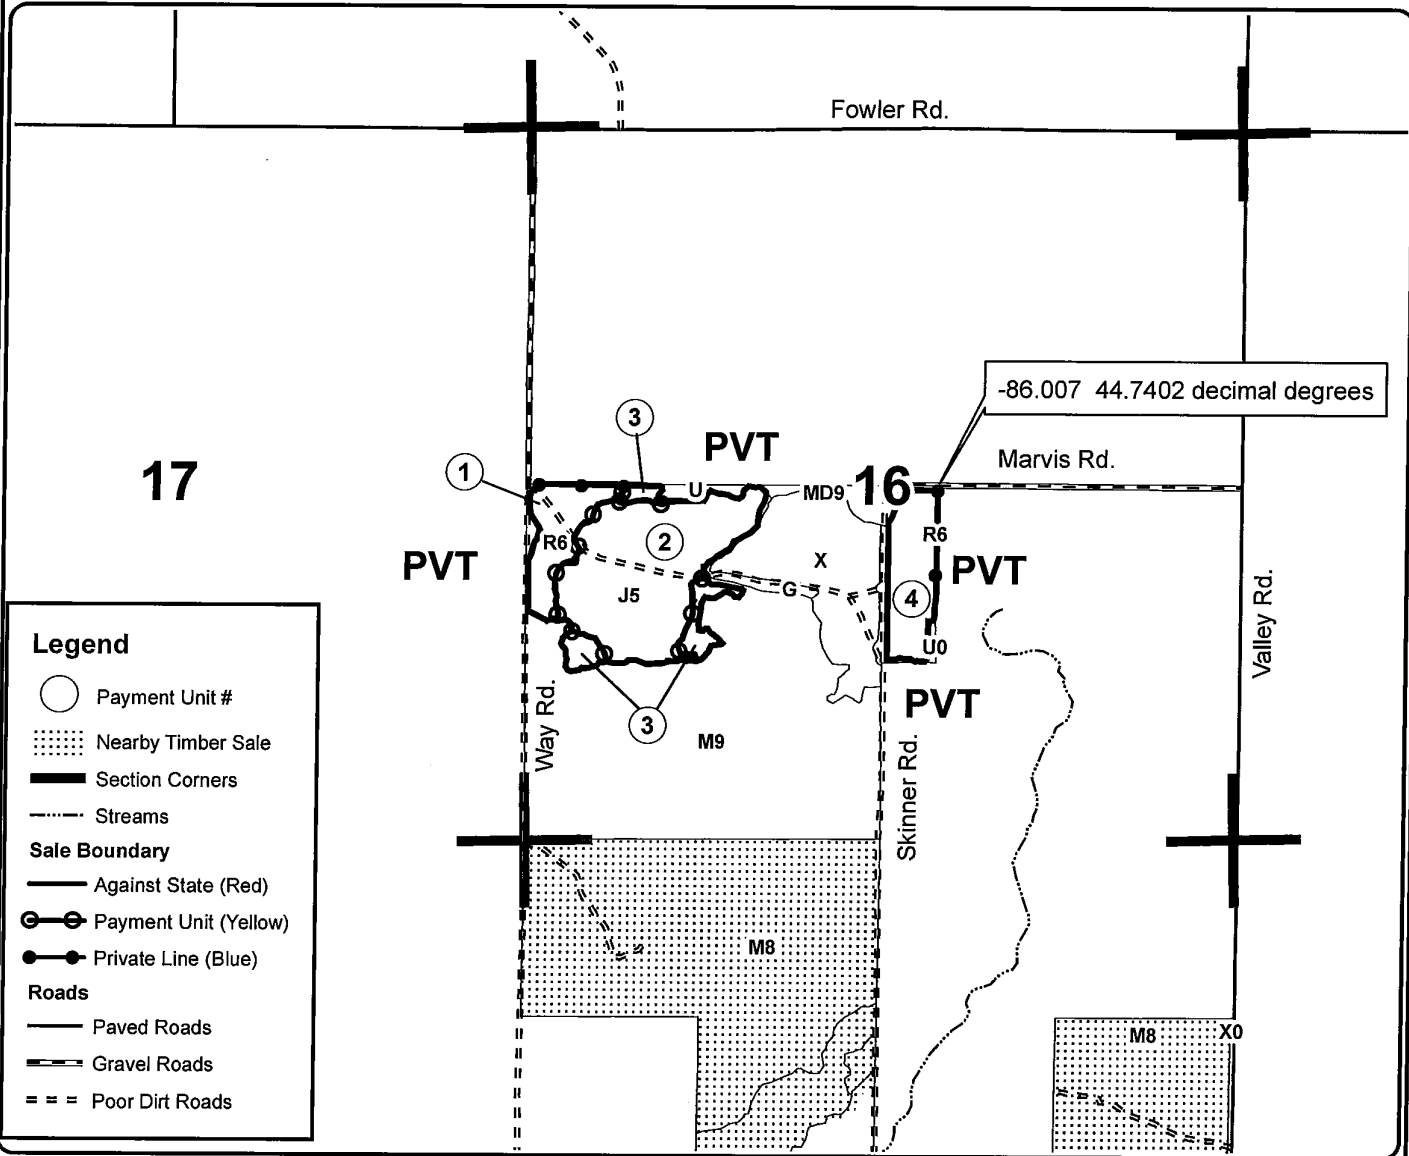 Fowler Rd.
-86.007 44.7402 decimal degrees
3
PVT
Marvis Rd.
1
17
U
MD9
16
R6
2
R6
PVT
X
PVT
J5
G
4
Valley Rd.
U0
PVT
3
M9
Way Rd.
Skinner Rd.
M8
M8
X0
Legend
Payment Unit #
Nearby Timber Sale
Section Corners
Streams
Sale Boundary
Against State (Red)
Payment Unit (Yellow)
Private Line (Blue)
Roads
Paved Roads
Gravel Roads
Poor Dirt Roads